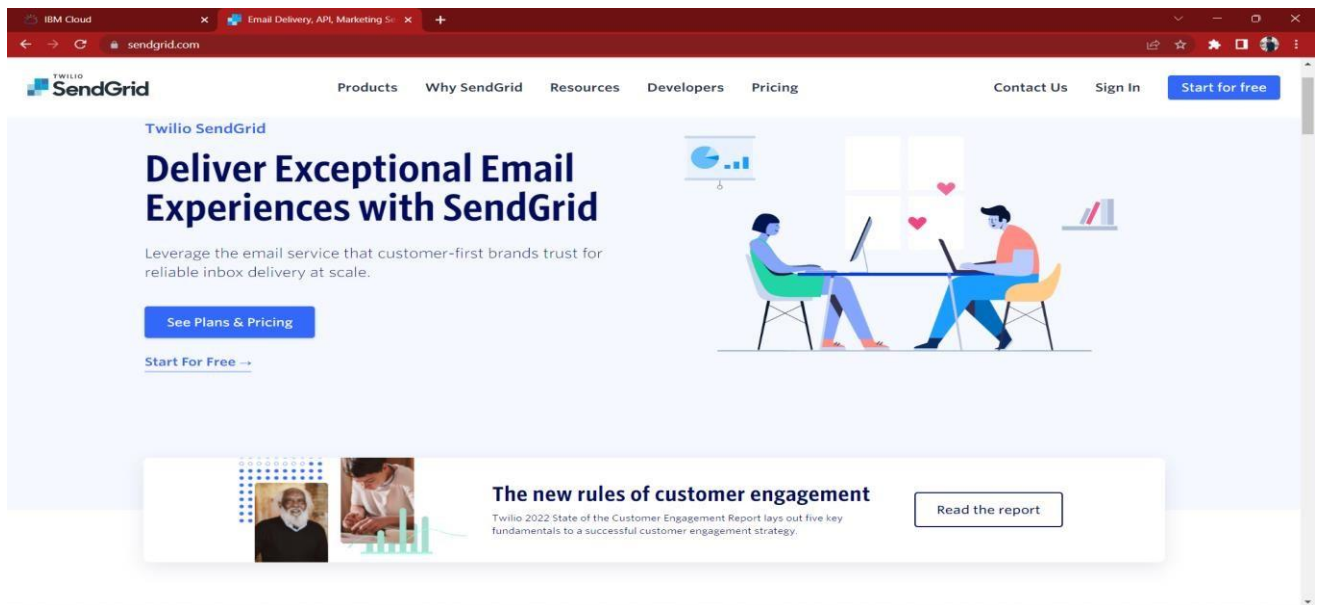 IBM Cloud
Email Delivery, API, Marketing Se
sendgrid.com
TWILIO
SendGrid
Products Why SendGrid Resources Developers Pricing Contact Us Sign In Start for free
Twilio SendGrid
Deliver Exceptional Email
Experiences with SendGrid
Leverage the email service that customer-first brands trust for
reliable inbox delivery at scale.
See Plans & Pricing
Start For Free →
The new rules of customer engagement
Twilio 2022 State of the Customer Engagement Report lays out five key
fundamentals to a successful customer engagement strategy.
Read the report